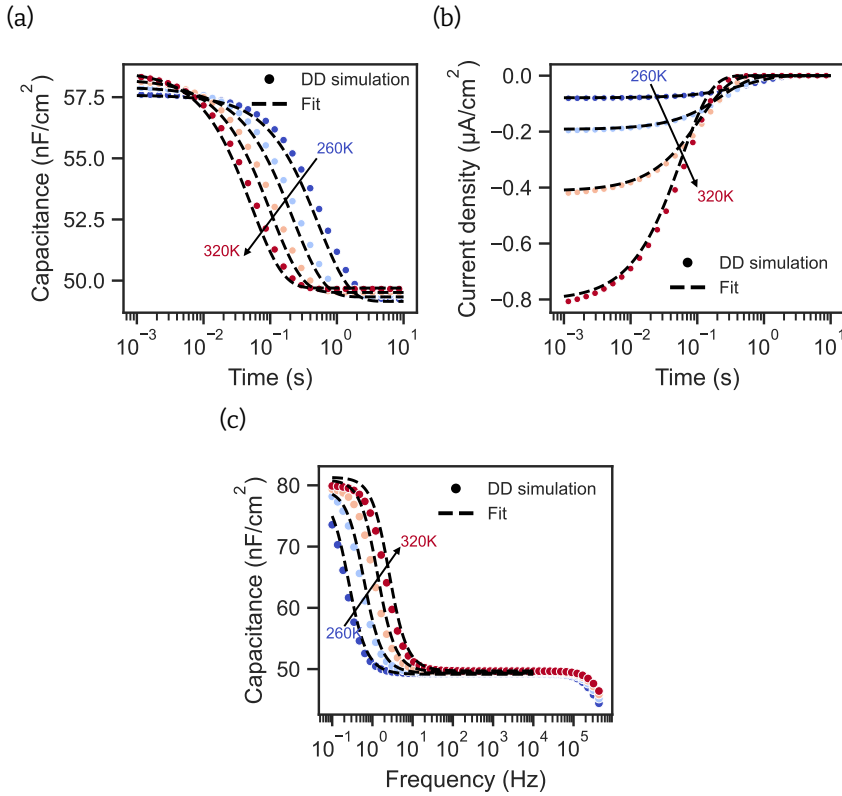 (a)
Capacitance (nF/cm²)
57.5
55.0
52.5
50.0
DD simulation
Fit
260K
320K
10⁻³ 10⁻² 10⁻¹ 10⁰ 10¹
Time (s)
(b)
Current density (μA/cm²)
0.0
−0.2
−0.4
−0.6
−0.8
260K
320K
DD simulation
Fit
10⁻³ 10⁻² 10⁻¹ 10⁰ 10¹
Time (s)
(c)
Capacitance (nF/cm²)
80
70
60
50
DD simulation
Fit
320K
260K
10⁻¹ 10⁰ 10¹ 10² 10³ 10⁴ 10⁵
Frequency (Hz)